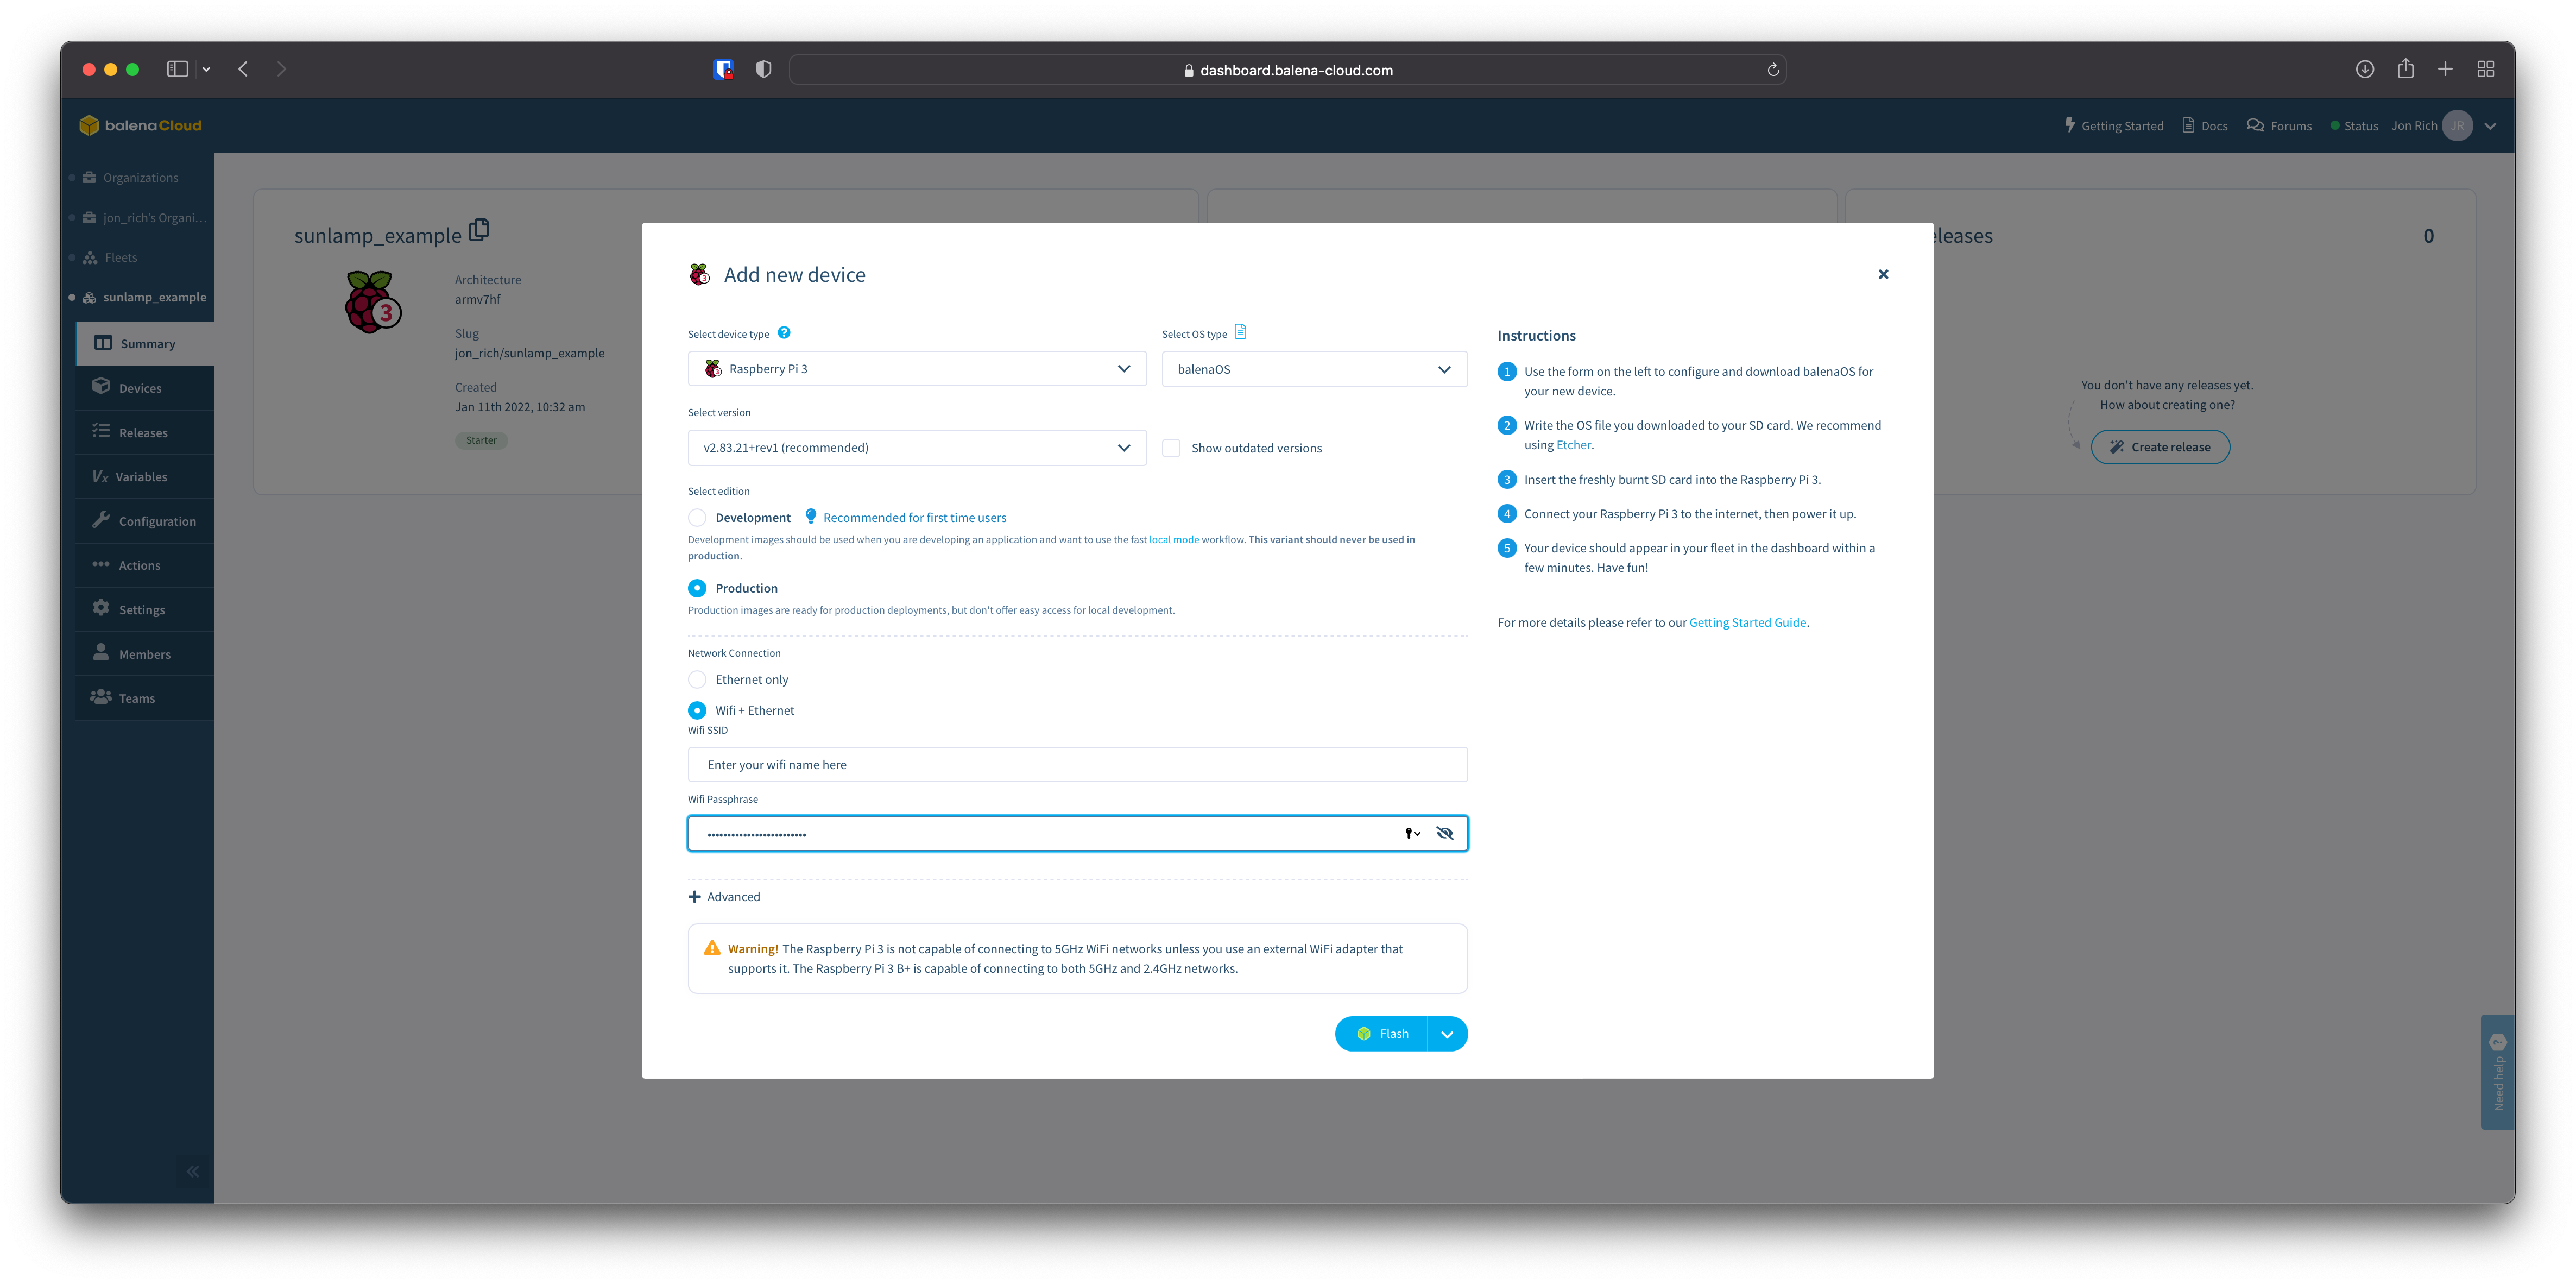 dashboard.balena-cloud.com
balenaCloud
Getting Started
Docs
Forums
Status
Jon Rich
JR
Organizations
jon_rich's Organi...
Fleets
sunlamp_example
Summary
Devices
Releases
Variables
Configuration
Actions
Settings
Members
Teams
sunlamp_example
3
Architecture
armv7hf
Slug
jon_rich/sunlamp_example
Created
Jan 11th 2022, 10:32 am
Starter
eleases
0
You don't have any releases yet.
How about creating one?
Create release
Add new device
Select device type
Raspberry Pi 3
Select OS type
balenaOS
Select version
v2.83.21+rev1 (recommended)
Show outdated versions
Select edition
Development
Recommended for first time users
Development images should be used when you are developing an application and want to use the fast local mode workflow. This variant should never be used in
production.
Production
Production images are ready for production deployments, but don't offer easy access for local development.
Network Connection
Ethernet only
Wifi + Ethernet
Wifi SSID
Enter your wifi name here
Wifi Passphrase
Advanced
Warning! The Raspberry Pi 3 is not capable of connecting to 5GHz WiFi networks unless you use an external WiFi adapter that
supports it. The Raspberry Pi 3 B+ is capable of connecting to both 5GHz and 2.4GHz networks.
Flash
Instructions
1 Use the form on the left to configure and download balenaOS for
your new device.
2 Write the OS file you downloaded to your SD card. We recommend
using Etcher.
3 Insert the freshly burnt SD card into the Raspberry Pi 3.
4 Connect your Raspberry Pi 3 to the internet, then power it up.
5 Your device should appear in your fleet in the dashboard within a
few minutes. Have fun!
For more details please refer to our Getting Started Guide.
Need help